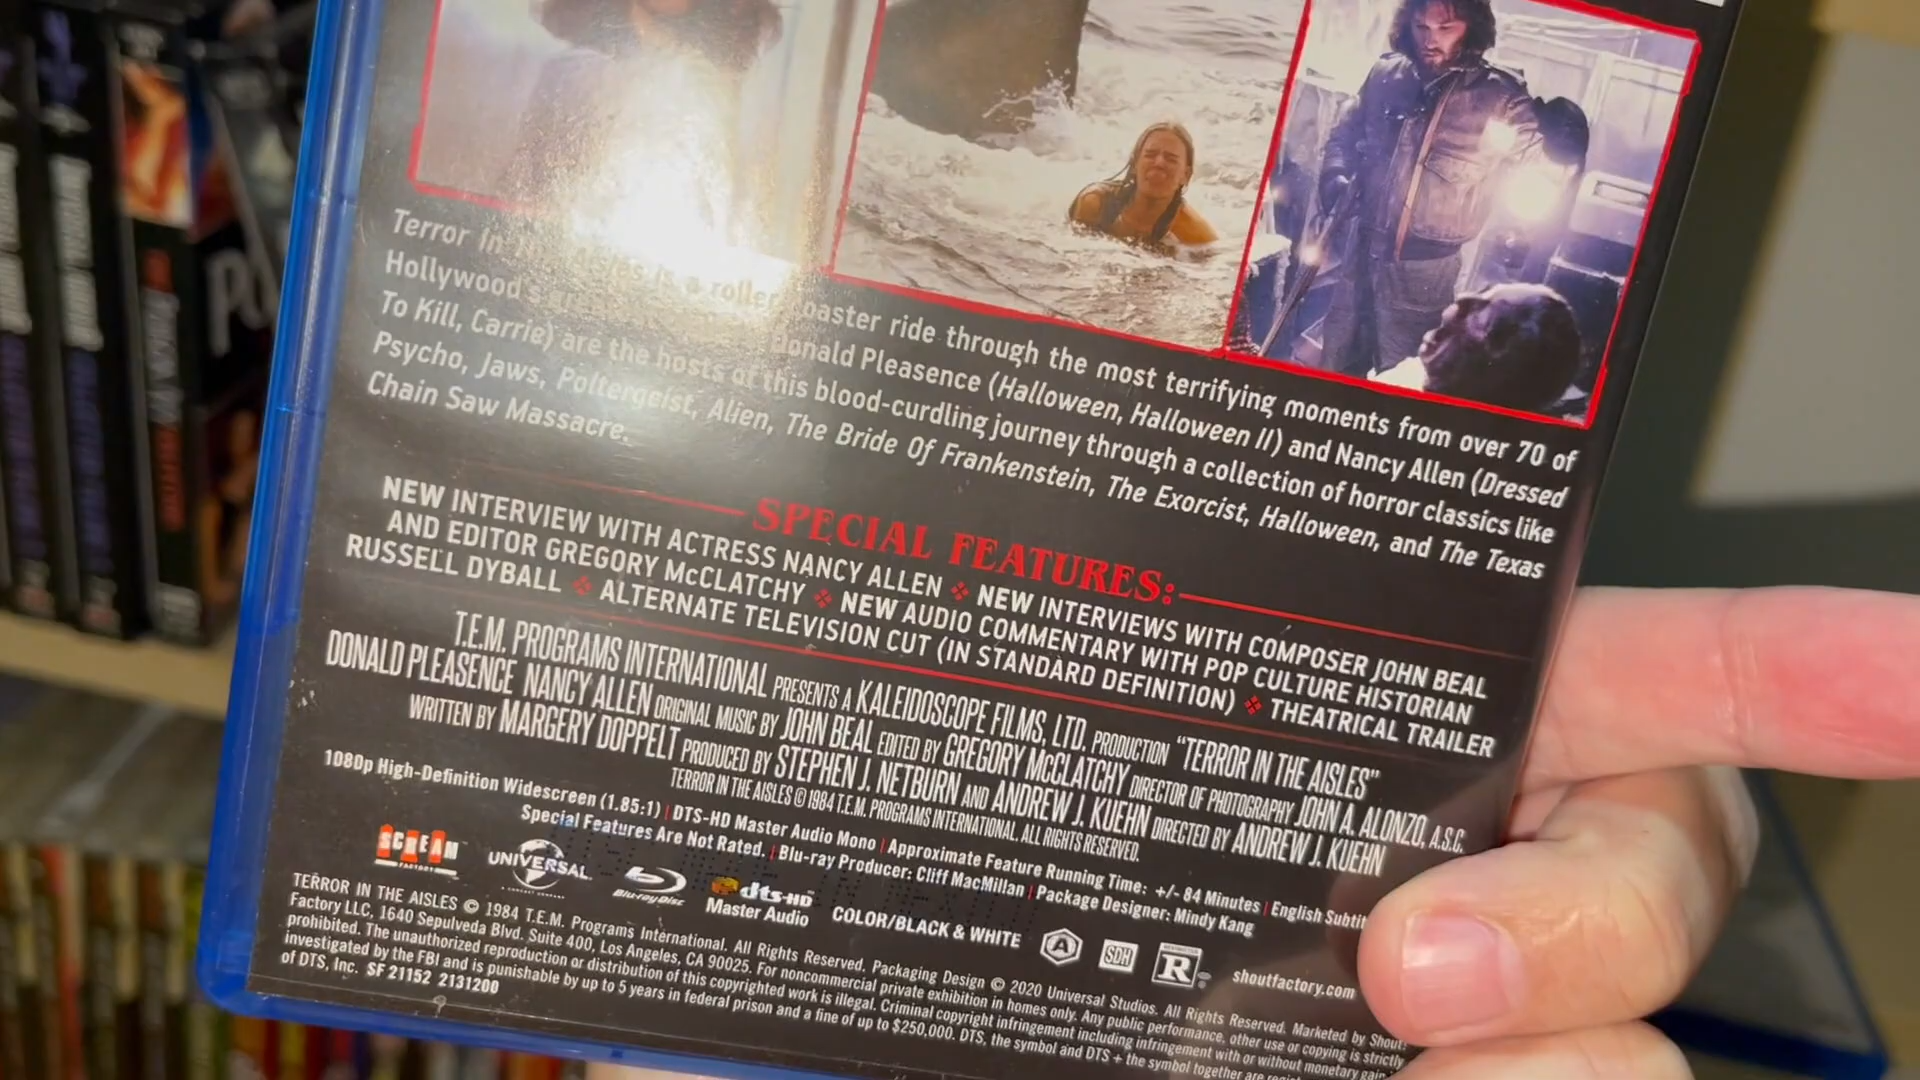 Terror In The Aisles is a roller coaster ride through the most terrifying moments from over 70 of
Hollywood's Donald Pleasence (Halloween, Halloween II) and Nancy Allen (Dressed
To Kill, Carrie) are the hosts of this blood-curdling journey through a collection of horror classics like
Psycho, Jaws, Poltergeist, Alien, The Bride Of Frankenstein, The Exorcist, Halloween, and The Texas
Chain Saw Massacre.
SPECIAL FEATURES:
NEW INTERVIEW WITH ACTRESS NANCY ALLEN ❖ NEW INTERVIEWS WITH COMPOSER JOHN BEAL
AND EDITOR GREGORY McCLATCHY ❖ NEW AUDIO COMMENTARY WITH POP CULTURE HISTORIAN
RUSSELL DYBALL ❖ ALTERNATE TELEVISION CUT (IN STANDARD DEFINITION) ❖ THEATRICAL TRAILER
T.E.M. PROGRAMS INTERNATIONAL PRESENTS A KALEIDOSCOPE FILMS, LTD. PRODUCTION "TERROR IN THE AISLES"
DONALD PLEASENCE NANCY ALLEN ORIGINAL MUSIC BY JOHN BEAL EDITED BY GREGORY McCLATCHY DIRECTOR OF PHOTOGRAPHY JOHN A. ALONZO, A.S.C.
WRITTEN BY MARGERY DOPPELT PRODUCED BY STEPHEN J. NETBURN AND ANDREW J. KUEHN DIRECTED BY ANDREW J. KUEHN
TERROR IN THE AISLES © 1984 T.E.M. PROGRAMS INTERNATIONAL. ALL RIGHTS RESERVED.
1080p High-Definition Widescreen (1.85:1) | DTS-HD Master Audio Mono | Approximate Feature Running Time: +/- 84 Minutes | English
Special Features Are Not Rated. | Blu-ray Producer: Cliff MacMillan | Package Designer: Mindy Kang
SCREAM FACTORY UNIVERSAL Blu-ray Disc dts-HD Master Audio COLOR/BLACK & WHITE A SDH R shoutfactory.com
TERROR IN THE AISLES © 1984 T.E.M. Programs International. All Rights Reserved. Packaging Design © 2020 Universal Studios. All Rights Reserved. Marketed by Shout!
Factory LLC, 1640 Sepulveda Blvd. Suite 400, Los Angeles, CA 90025. For noncommercial private exhibition in homes only. Any public performance, other use or copying is strictly
prohibited. The unauthorized reproduction or distribution of this copyrighted work is illegal. Criminal copyright infringement including infringement with or without monetary gain is
investigated by the FBI and is punishable by up to 5 years in federal prison and a fine of up to $250,000. DTS, the symbol and DTS + the symbol together are
of DTS, Inc. SF 21152 2131200